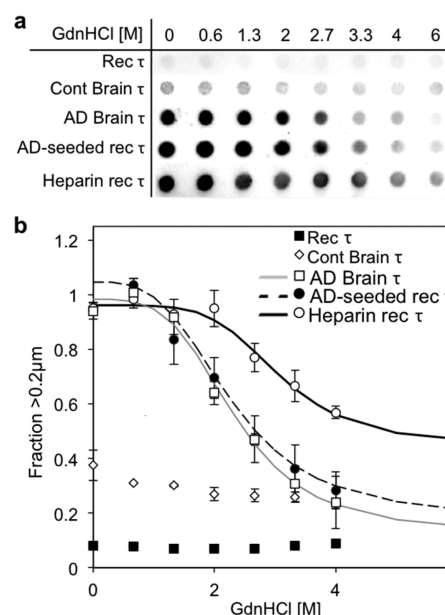 a
GdnHCl [M] 0 0.6 1.3 2 2.7 3.3 4 6
Rec τ
Cont Brain τ
AD Brain τ
AD-seeded rec τ
Heparin rec τ
b
Rec τ
Cont Brain τ
AD Brain τ
AD-seeded rec
Heparin rec τ
Fraction >0.2µm
1.2
1
0.8
0.6
0.4
0.2
0
0 2 4
GdnHCl [M]